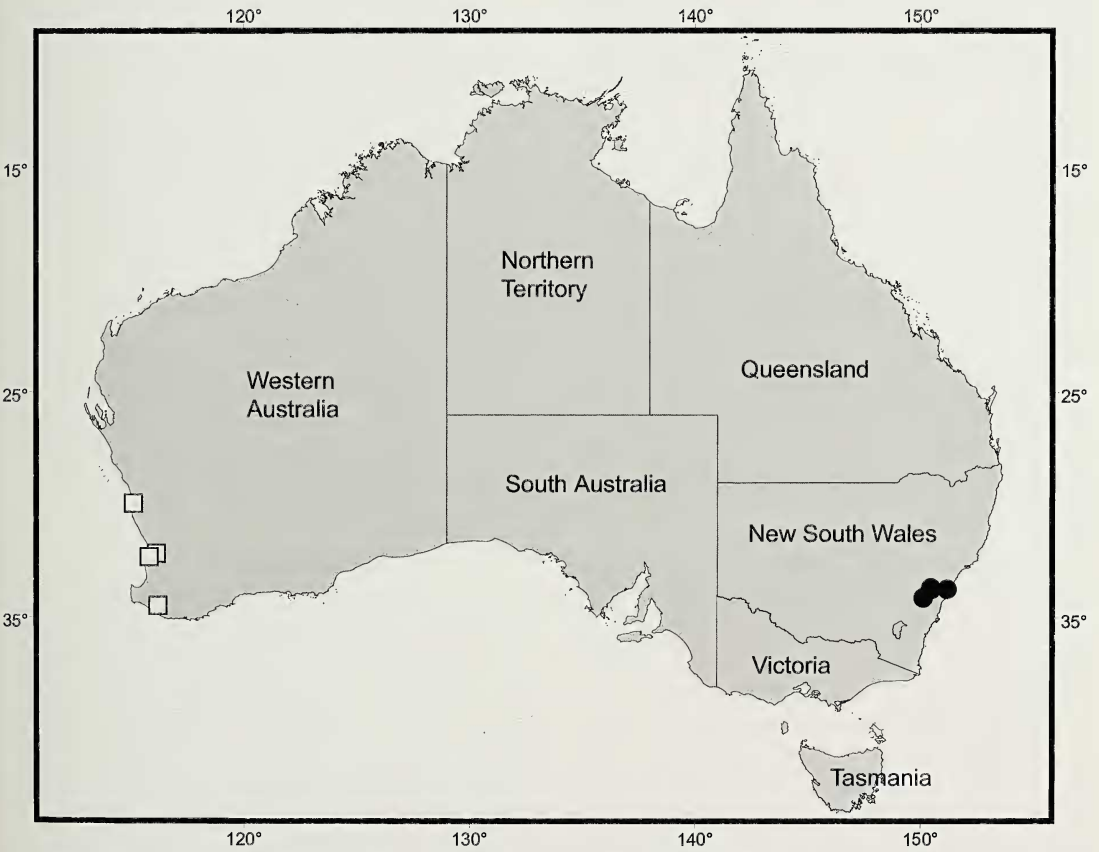 120° 130° 140° 150°
15° 15°
Northern
Territory
Queensland
Western
Australia
25° 25°
South Australia
New South Wales
35° 35°
Victoria
Tasmania
120° 130° 140° 150°